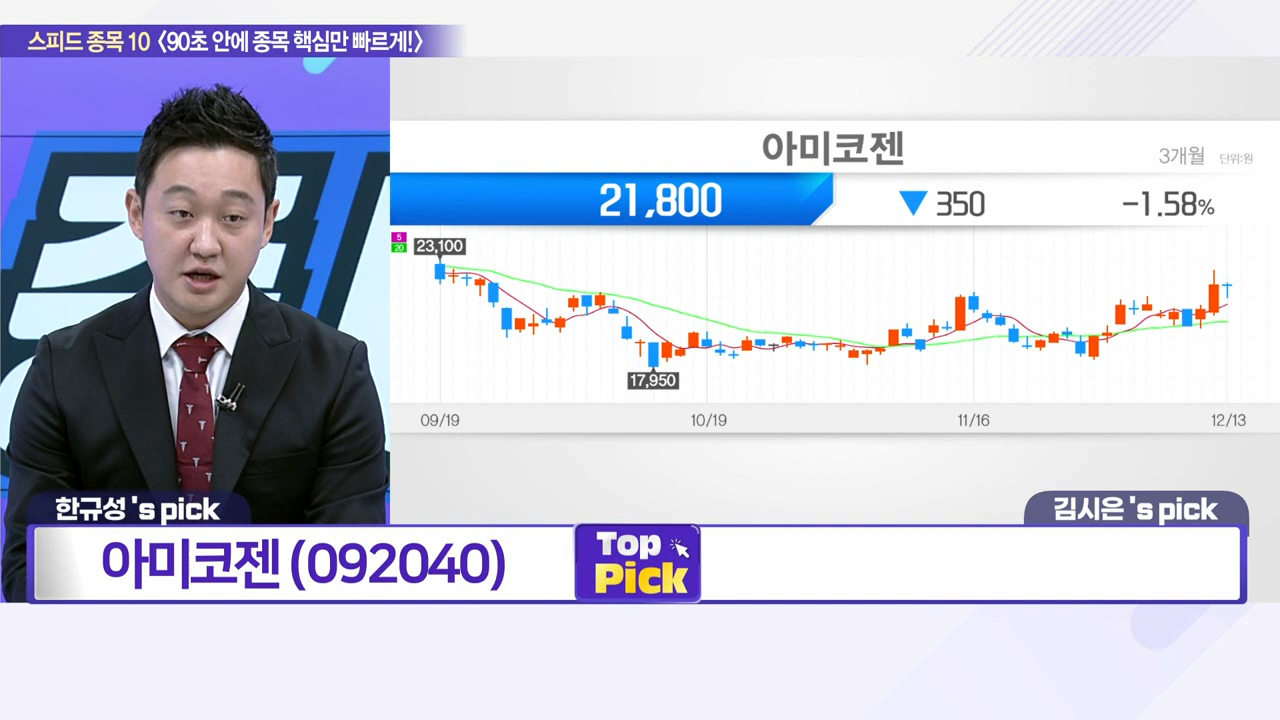 스피드 종목 10 〈90초 안에 종목 핵심만 빠르게!〉
아미코젠
3개월 단위:원
21,800 ▼ 350 -1.58%
5
20
23,100
17,950
09/19 10/19 11/16 12/13
한규성 's pick
김시은 's pick
아미코젠 (092040)
Top
Pick